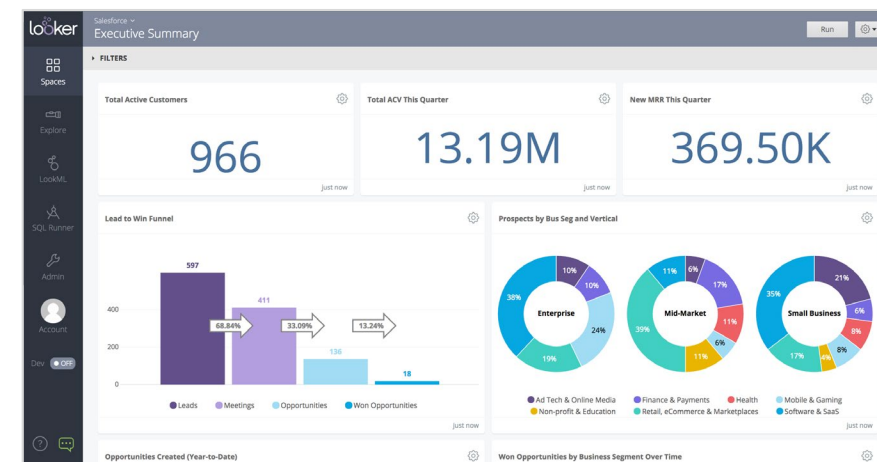 looker
Salesforce
Executive Summary
Run
FILTERS
Spaces
Explore
LookML
SQL Runner
Admin
Account
Dev OFF
?
Total Active Customers
966
just now
Total ACV This Quarter
13.19M
just now
New MRR This Quarter
369.50K
just now
Lead to Win Funnel
597
411
136
18
68.84%
33.09%
13.24%
400
200
0
Leads Meetings Opportunities Won Opportunities
just now
Prospects by Bus Seg and Vertical
Enterprise
10%
10%
24%
19%
38%
Mid-Market
6%
17%
11%
6%
11%
39%
11%
Small Business
21%
6%
8%
8%
4%
17%
35%
Ad Tech & Online Media Finance & Payments Health Mobile & Gaming
Non-profit & Education Retail, eCommerce & Marketplaces Software & SaaS
just now
Opportunities Created (Year-to-Date)
Won Opportunities by Business Segment Over Time